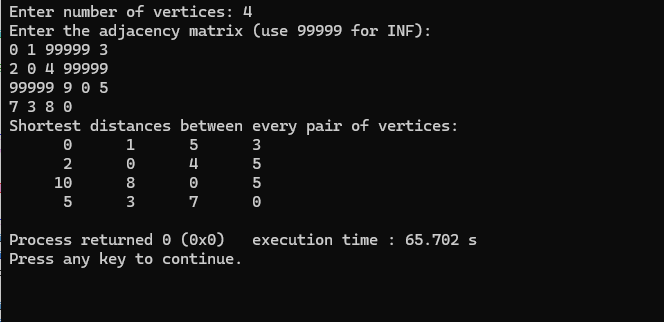 Enter number of vertices: 4
Enter the adjacency matrix (use 99999 for INF):
0 1 99999 3
2 0 4 99999
99999 9 0 5
7 3 8 0
Shortest distances between every pair of vertices:
      0      1      5      3
      2      0      4      5
     10      8      0      5
      5      3      7      0
Process returned 0 (0x0)   execution time : 65.702 s
Press any key to continue.